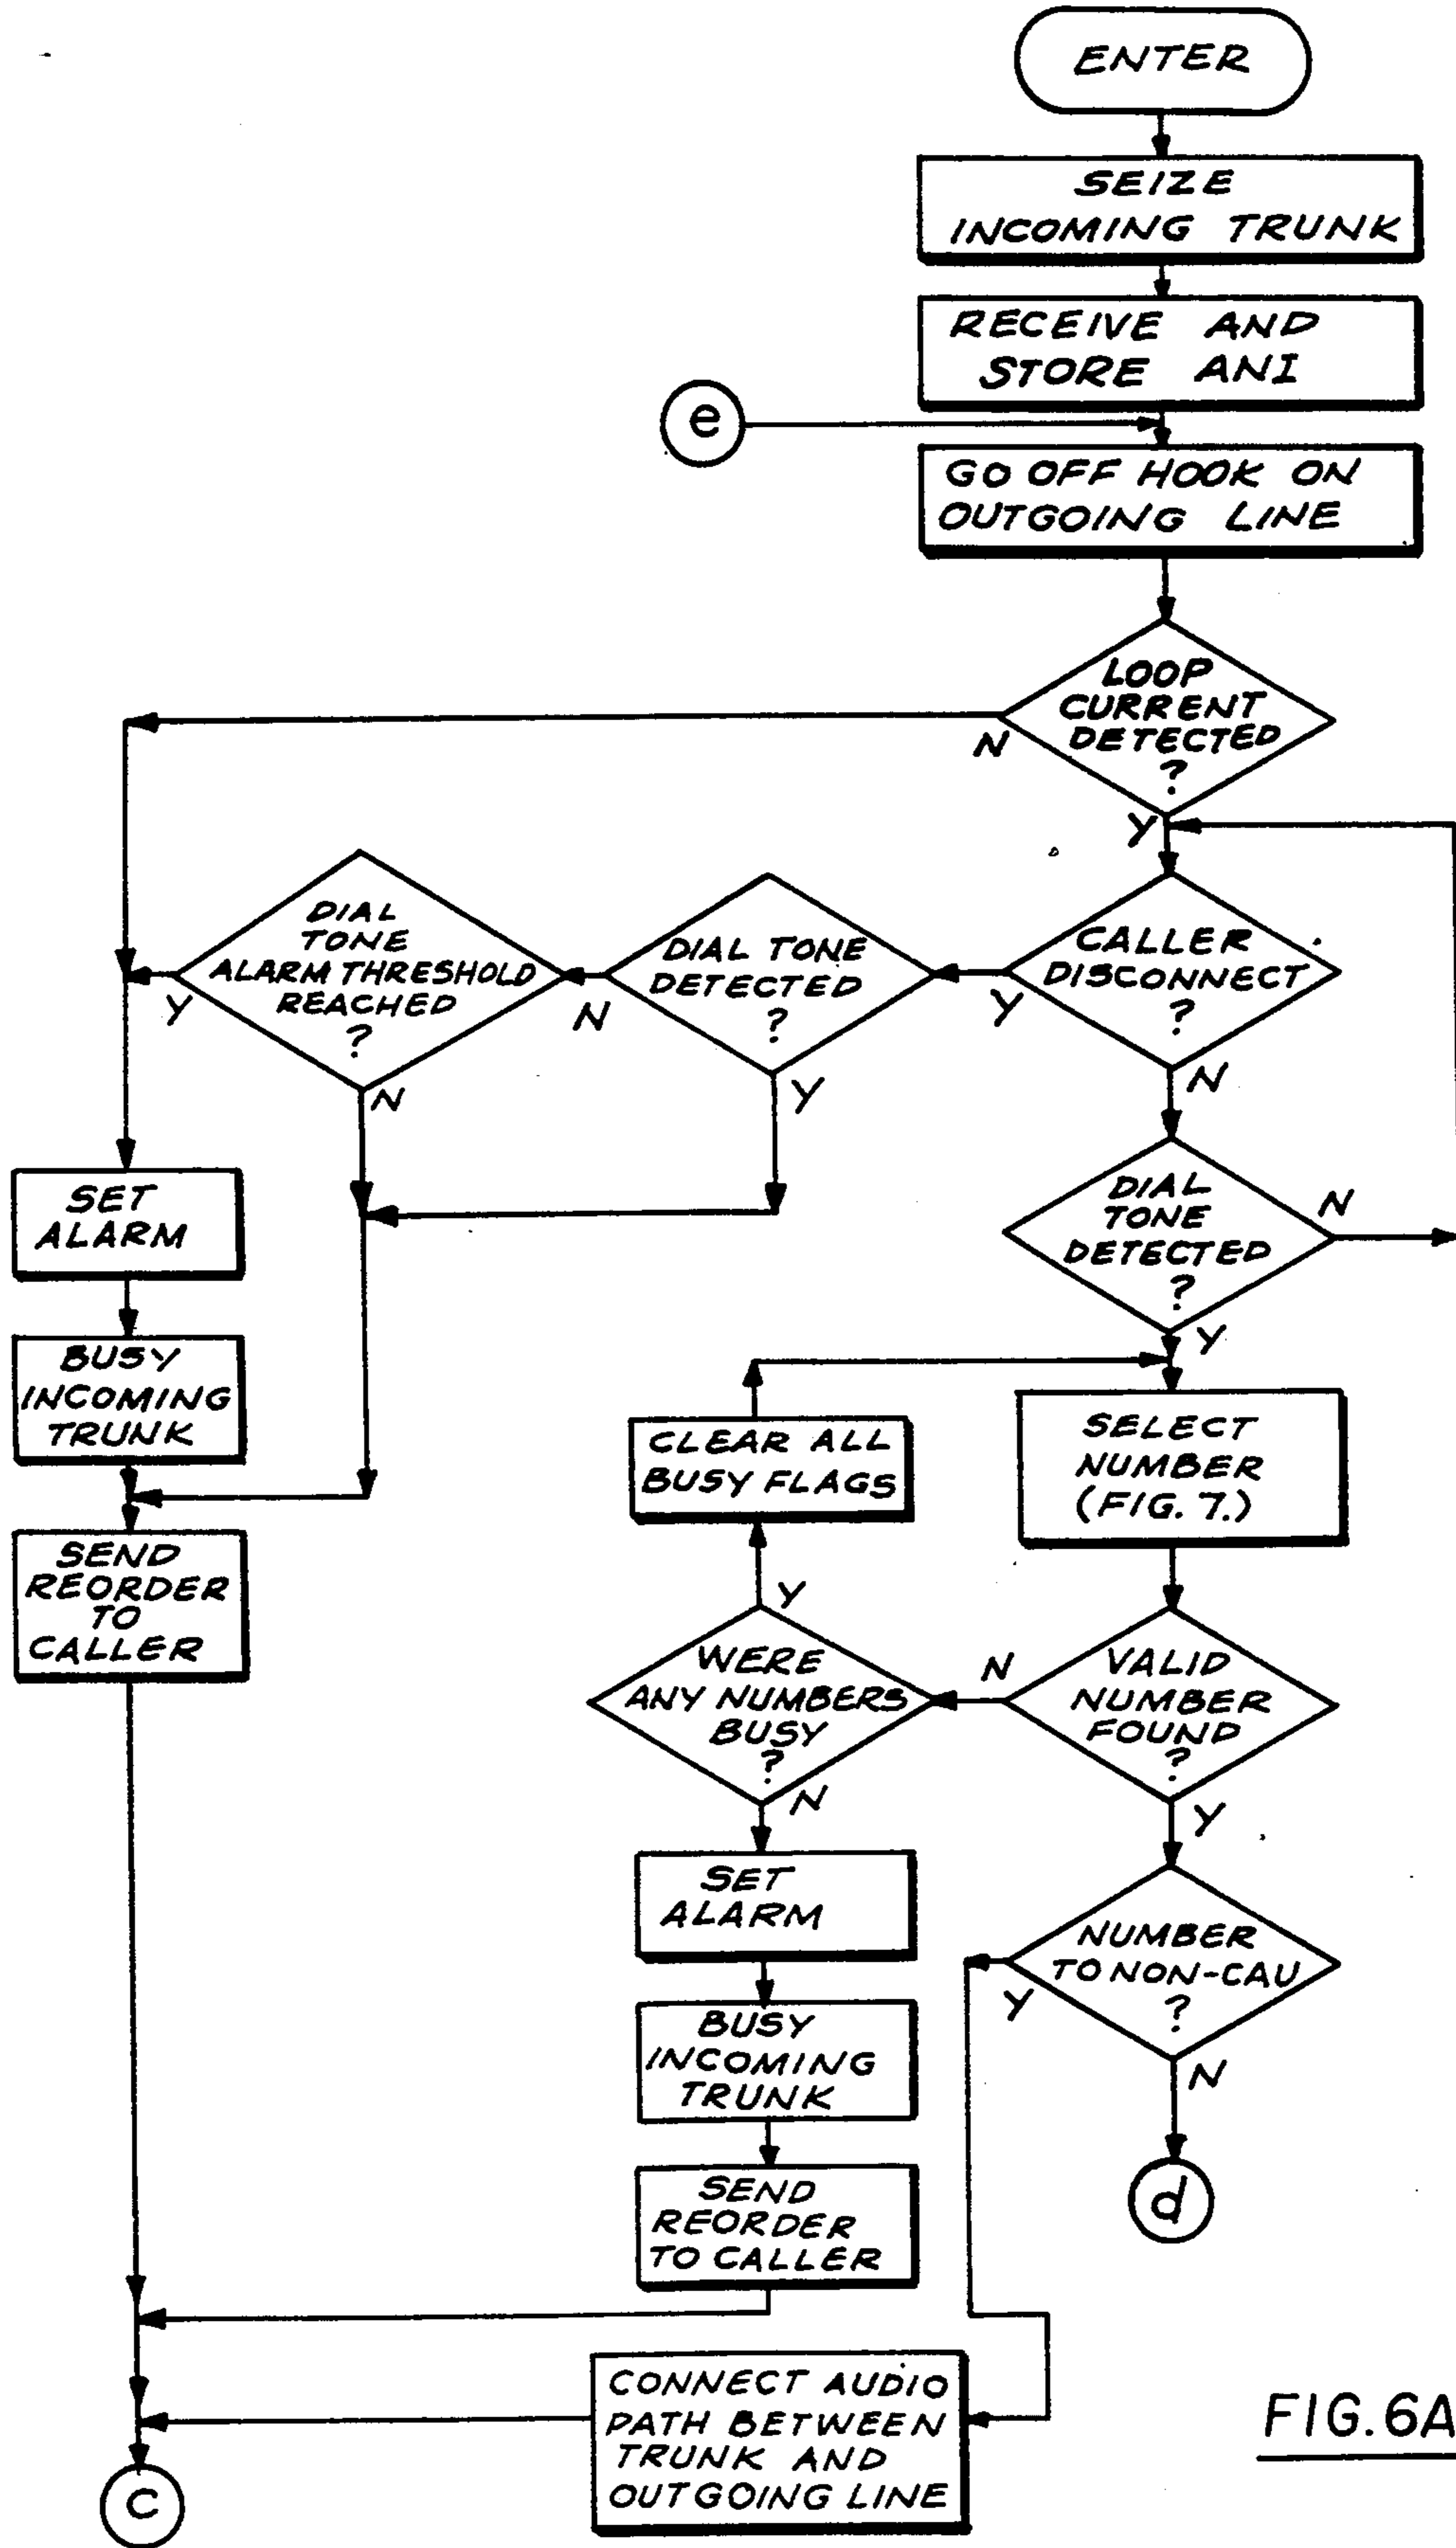 ENTER
SEIZE
INCOMING TRUNK
RECEIVE AND
STORE ANI
e
GO OFF HOOK ON
OUTGOING LINE
LOOP
CURRENT
DETECTED
?
N
Y
CALLER
DISCONNECT
?
Y
N
DIAL TONE
DETECTED
?
N
Y
DIAL
TONE
ALARM THRESHOLD
REACHED
?
Y
N
DIAL
TONE
DETECTED
?
N
Y
SET
ALARM
BUSY
INCOMING
TRUNK
SEND
REORDER
TO
CALLER
CLEAR ALL
BUSY FLAGS
SELECT
NUMBER
(FIG. 7.)
WERE
ANY NUMBERS
BUSY
?
Y
N
VALID
NUMBER
FOUND
?
N
Y
SET
ALARM
BUSY
INCOMING
TRUNK
SEND
REORDER
TO CALLER
NUMBER
TO NON-CAU
?
Y
N
d
CONNECT AUDIO
PATH BETWEEN
TRUNK AND
OUTGOING LINE
c
FIG. 6A